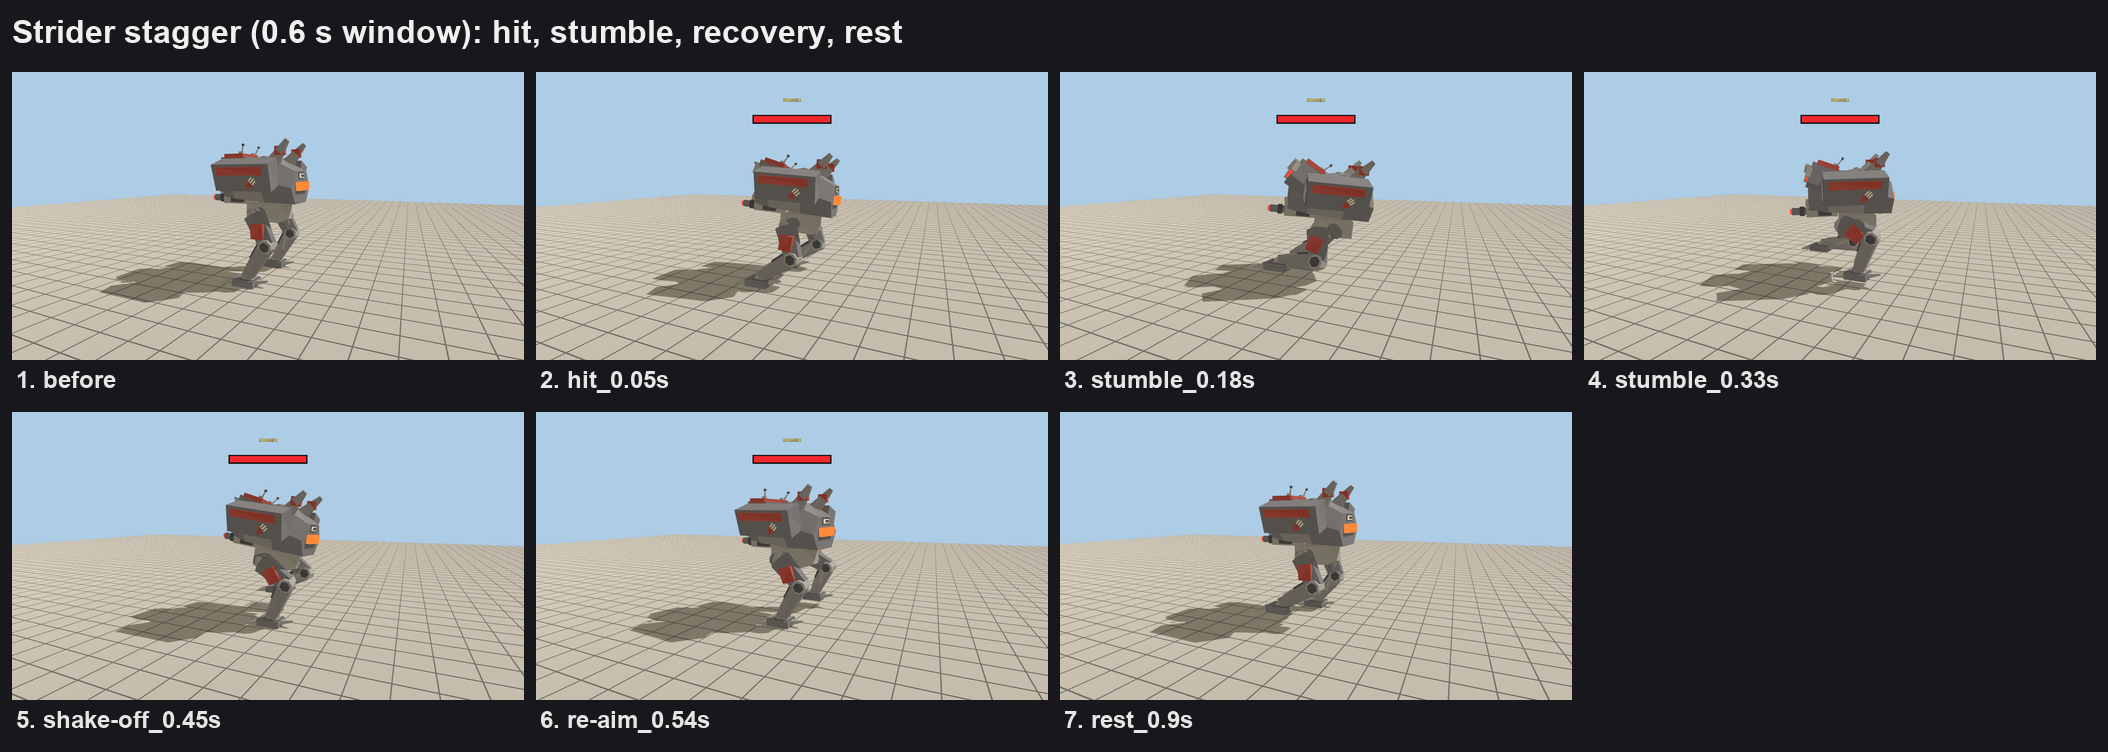 Strider stagger (0.6 s window): hit, stumble, recovery, rest
1. before
2. hit_0.05s
3. stumble_0.18s
4. stumble_0.33s
5. shake-off_0.45s
6. re-aim_0.54s
7. rest_0.9s